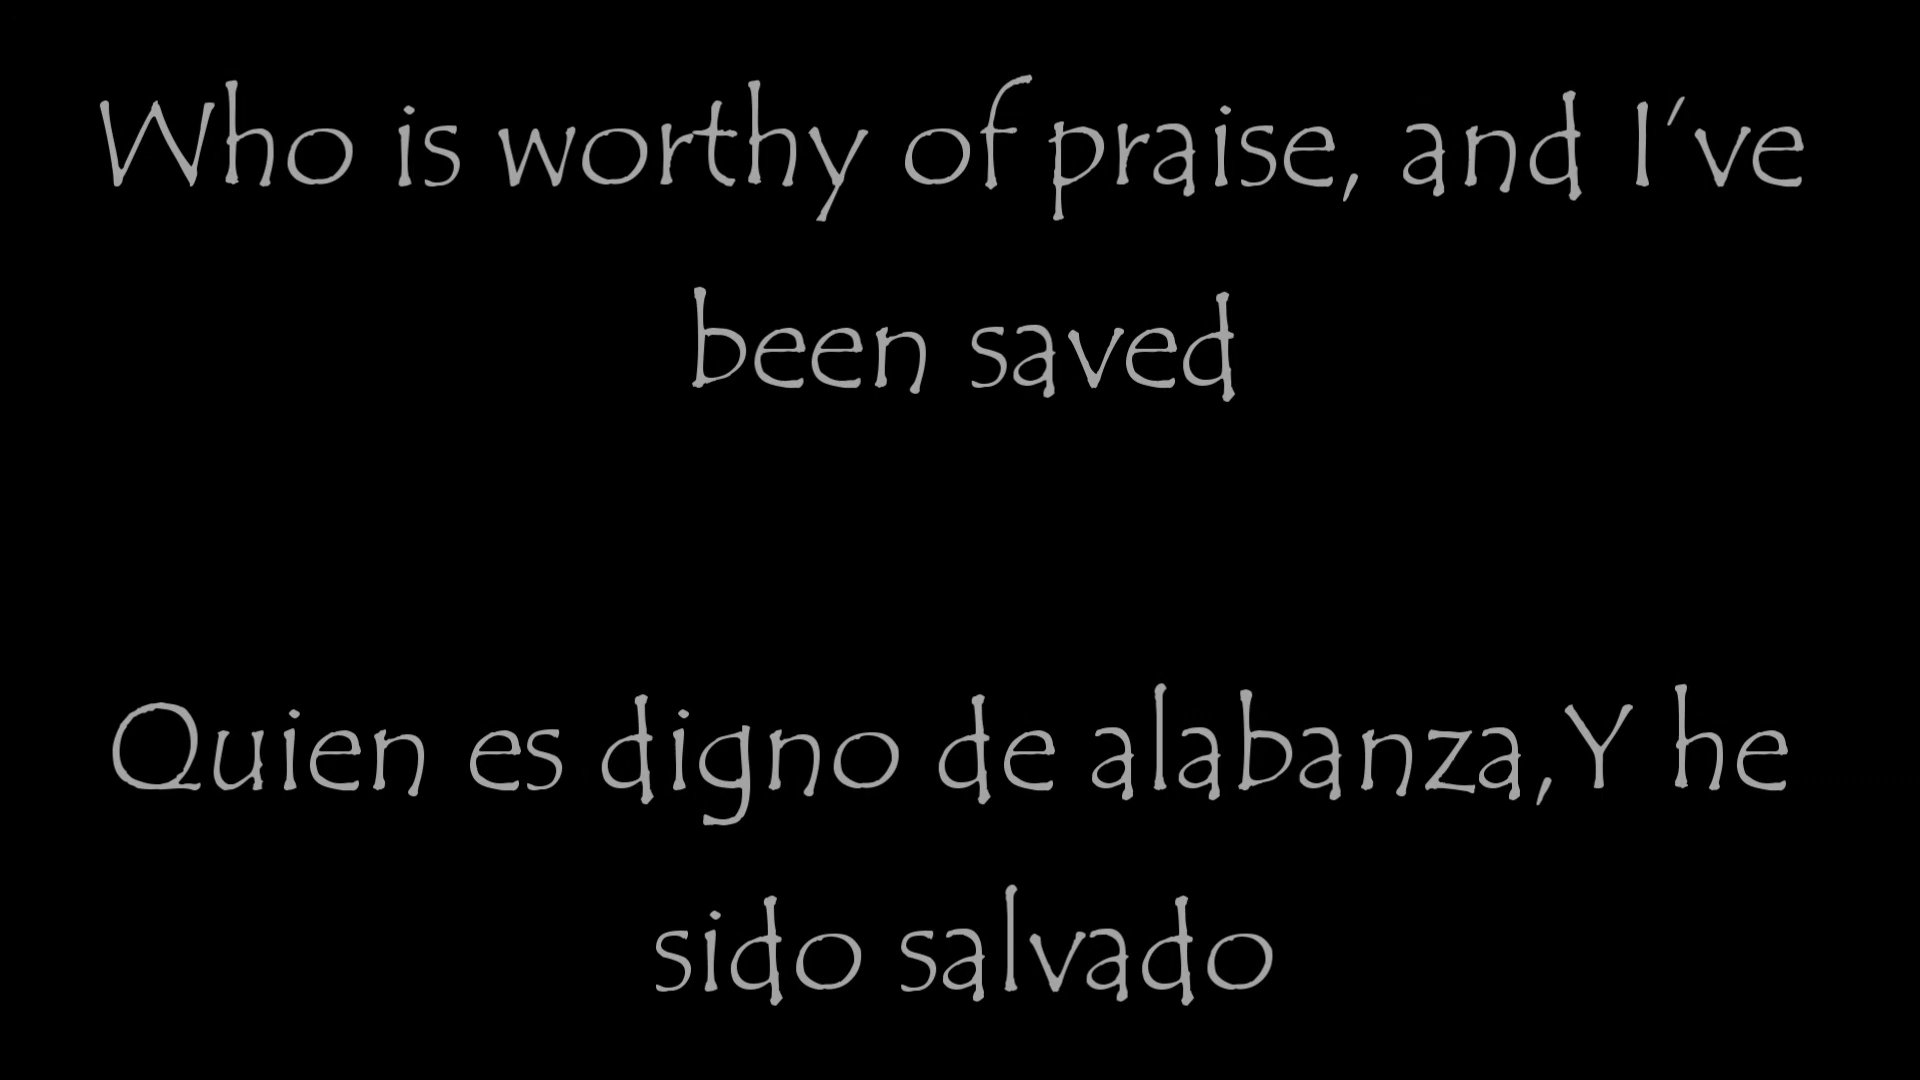 Who is worthy of praise, and I've
been saved
Quien es digno de alabanza,Y he
sido salvado